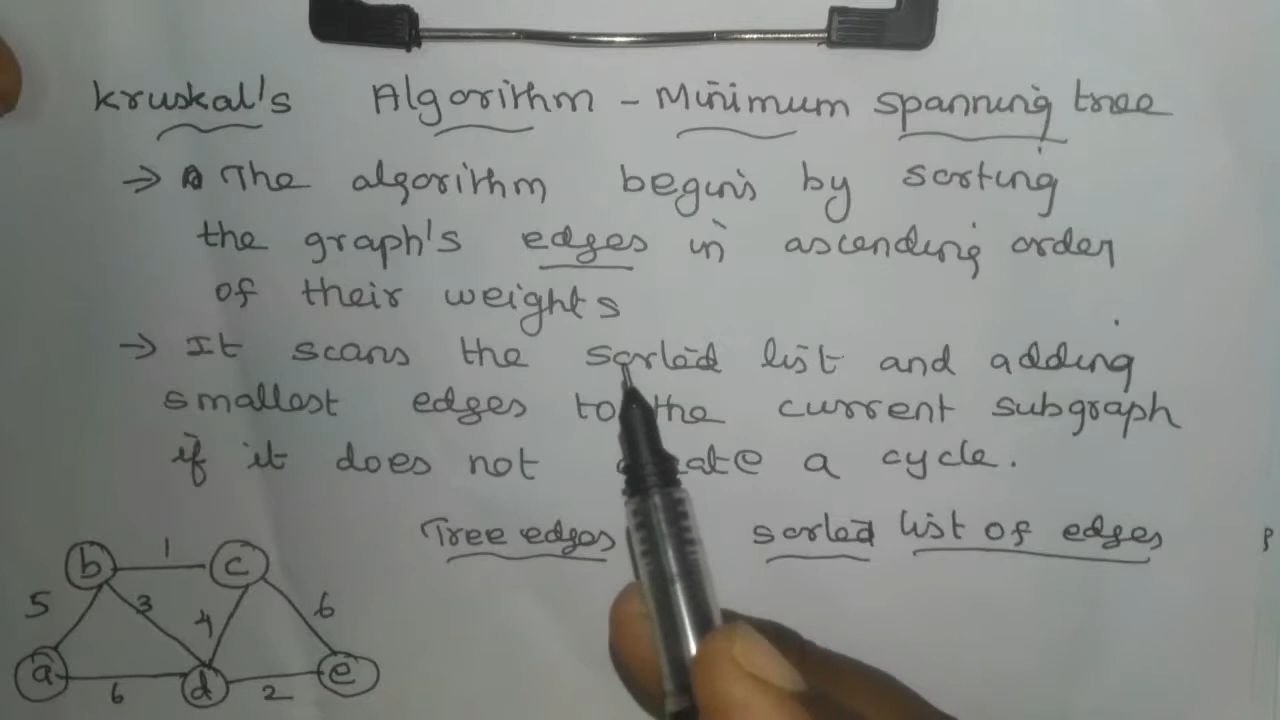 Kruskal's Algorithm - Minimum spanning tree
→ The algorithm begins by sorting
the graph's edges in ascending order
of their weights
→ It scans the sorted list and adding
smallest edges to the current subgraph
if it does not a cycle.
Tree edges sorted list of edges
b 1 c
5 3 4 6
a 6 d 2 e